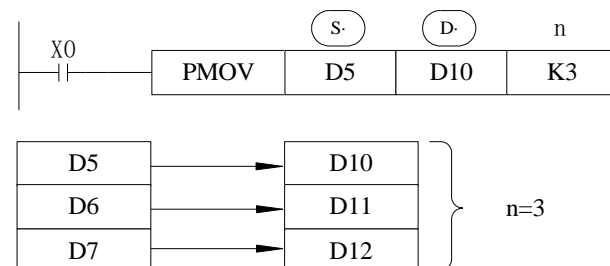 S· D· n
X0
PMOV D5 D10 K3
D5 D10
D6 D11 n=3
D7 D12